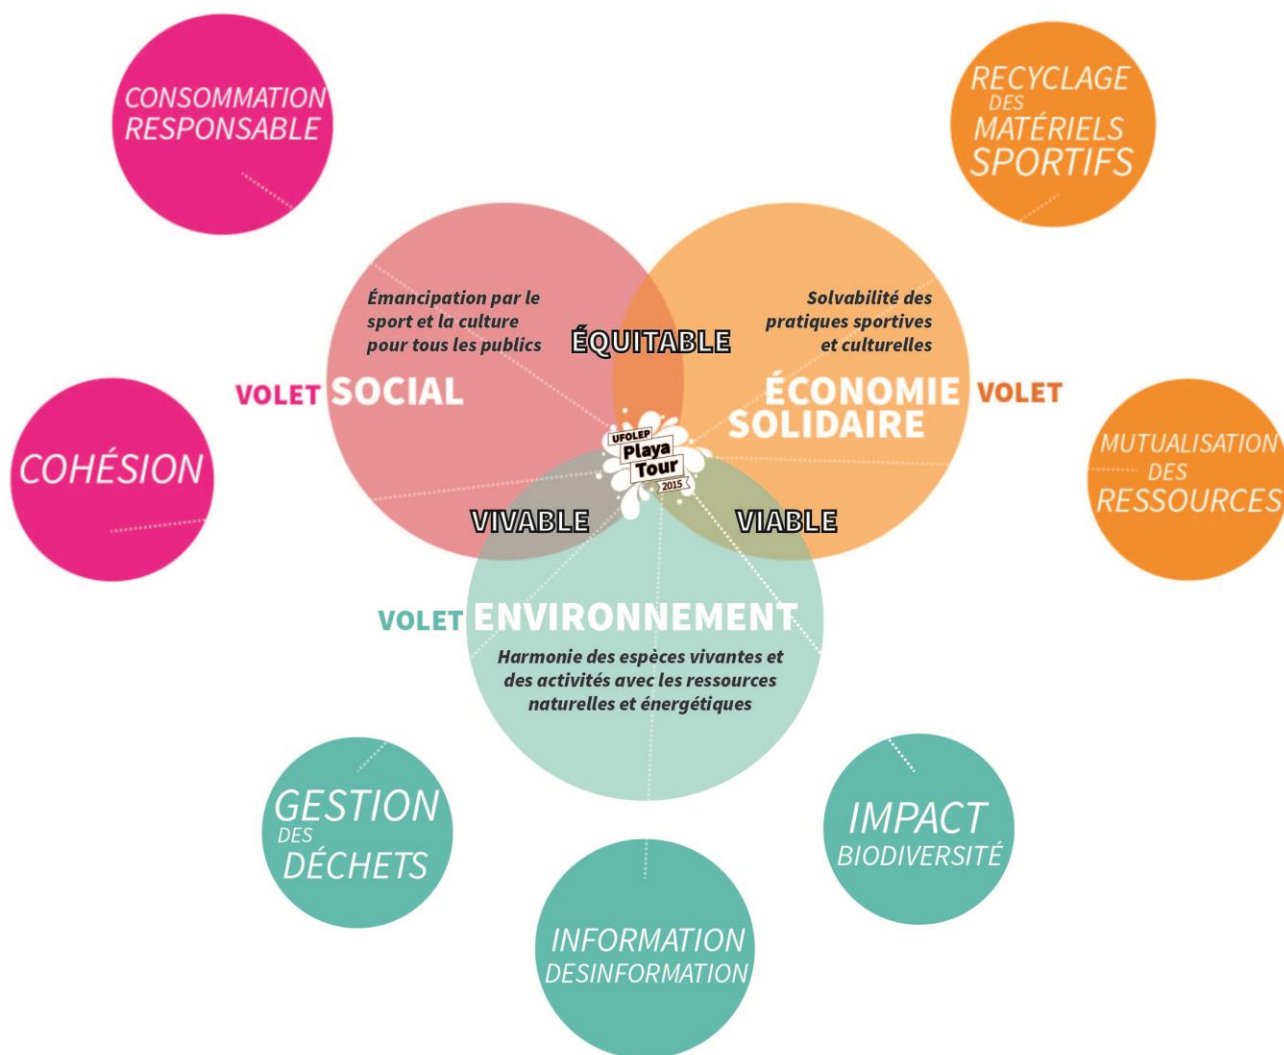 CONSOMMATION
RESPONSABLE
RECYCLAGE
DES
MATÉRIELS
SPORTIFS
Émancipation par le
sport et la culture
pour tous les publics
ÉQUITABLE
Solvabilité des
pratiques sportives
et culturelles
VOLET SOCIAL
ÉCONOMIE VOLET
SOLIDAIRE
UFOLEP
Playa
Tour
2015
COHÉSION
MUTUALISATION
DES
RESSOURCES
VIVABLE
VIABLE
VOLET ENVIRONNEMENT
Harmonie des espèces vivantes et
des activités avec les ressources
naturelles et énergétiques
GESTION
DES
DÉCHETS
IMPACT
BIODIVERSITÉ
INFORMATION
DESINFORMATION